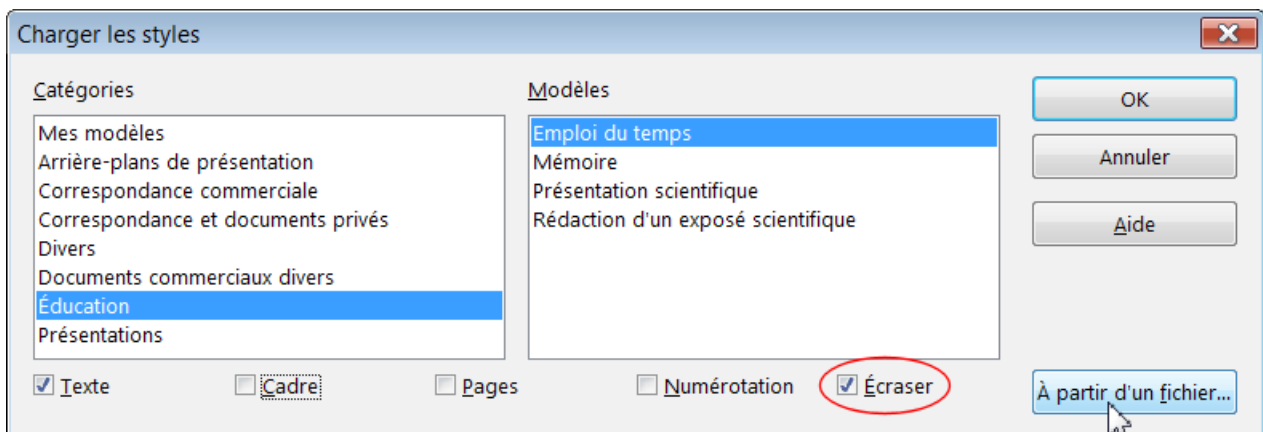 Charger les styles
Catégories
Mes modèles
Arrière-plans de présentation
Correspondance commerciale
Correspondance et documents privés
Divers
Documents commerciaux divers
Éducation
Présentations
Modèles
Emploi du temps
Mémoire
Présentation scientifique
Rédaction d'un exposé scientifique
OK
Annuler
Aide
Texte Cadre Pages Numérotation Écraser À partir d'un fichier...